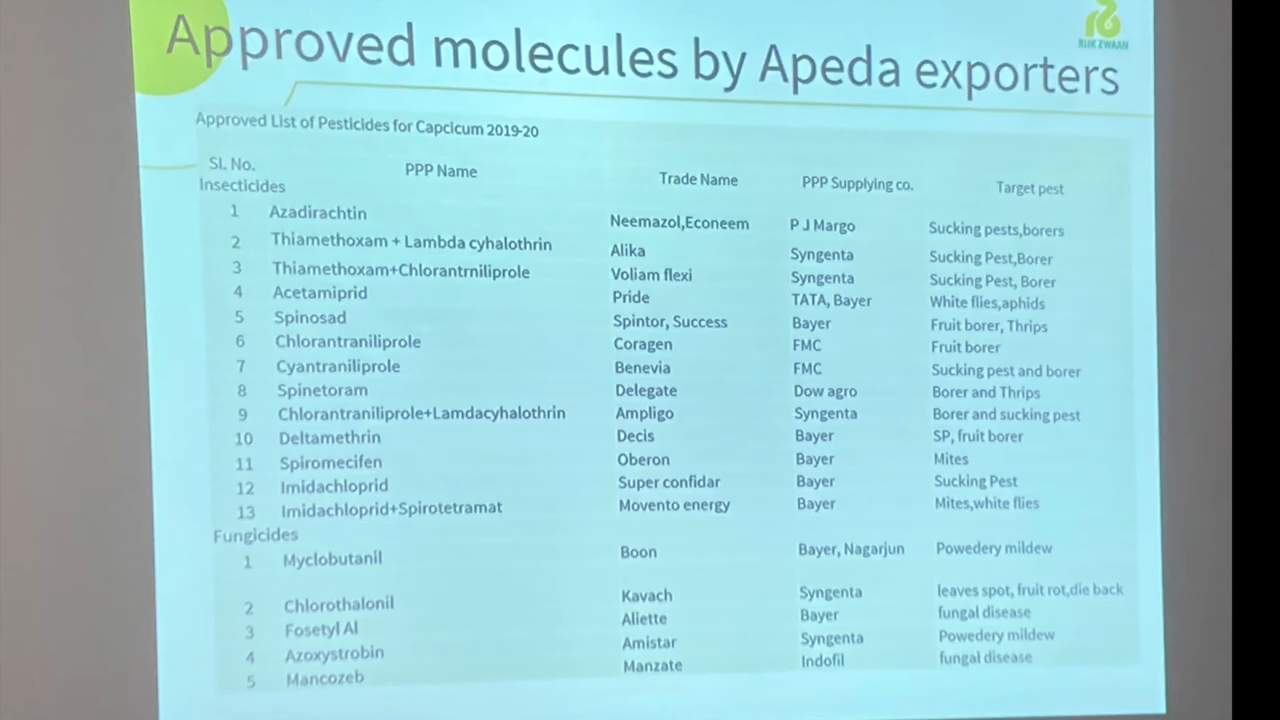 RIJK ZWAAN
Approved molecules by Apeda exporters
Approved List of Pesticides for Capcicum 2019-20
Sl. No. PPP Name Trade Name PPP Supplying co. Target pest
Insecticides
1 Azadirachtin Neemazol,Econeem P J Margo Sucking pests,borers
2 Thiamethoxam + Lambda cyhalothrin Alika Syngenta Sucking Pest,Borer
3 Thiamethoxam+Chlorantrniliprole Voliam flexi Syngenta Sucking Pest, Borer
4 Acetamiprid Pride TATA, Bayer White flies,aphids
5 Spinosad Spintor, Success Bayer Fruit borer, Thrips
6 Chlorantraniliprole Coragen FMC Fruit borer
7 Cyantraniliprole Benevia FMC Sucking pest and borer
8 Spinetoram Delegate Dow agro Borer and Thrips
9 Chlorantraniliprole+Lamdacyhalothrin Ampligo Syngenta Borer and sucking pest
10 Deltamethrin Decis Bayer SP, fruit borer
11 Spiromecifen Oberon Bayer Mites
12 Imidachloprid Super confidar Bayer Sucking Pest
13 Imidachloprid+Spirotetramat Movento energy Bayer Mites,white flies
Fungicides
1 Myclobutanil Boon Bayer, Nagarjun Powedery mildew
2 Chlorothalonil Kavach Syngenta leaves spot, fruit rot,die back
3 Fosetyl Al Aliette Bayer fungal disease
4 Azoxystrobin Amistar Syngenta Powedery mildew
5 Mancozeb Manzate Indofil fungal disease